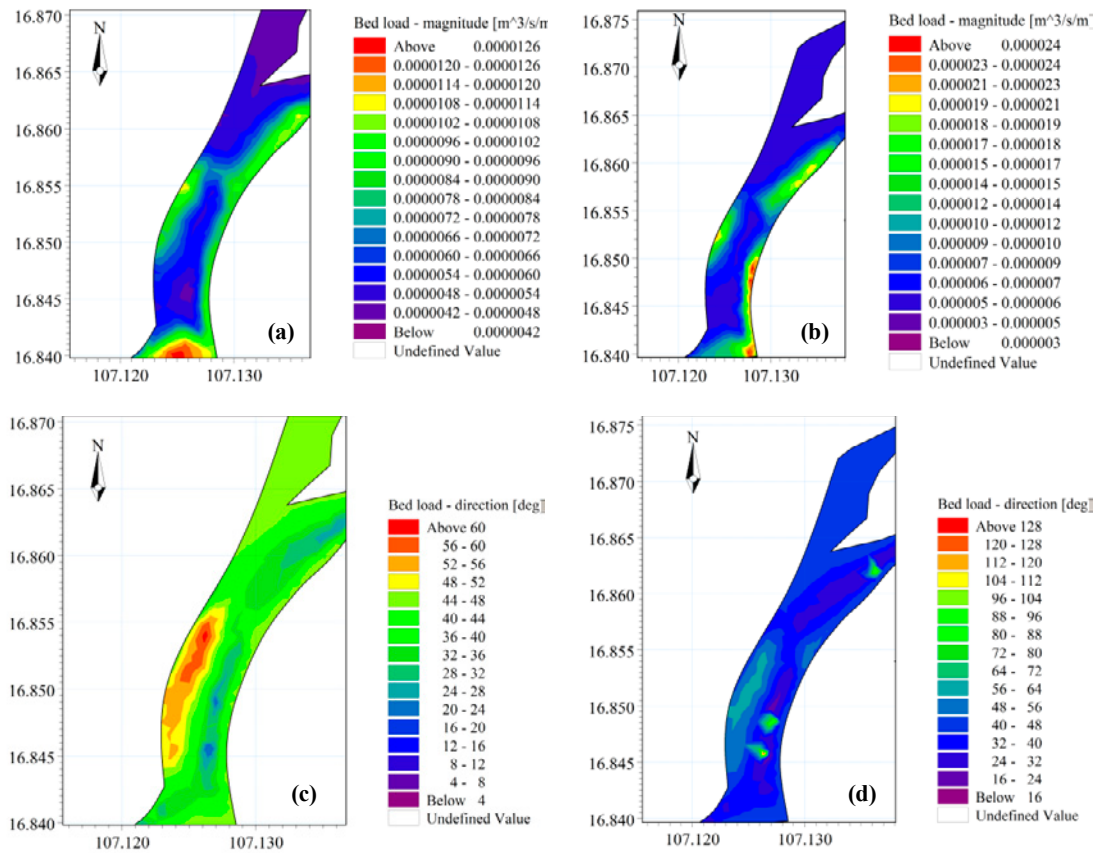 Bed load - magnitude [m^3/s/m
Above 0.0000126
0.0000120 - 0.0000126
0.0000114 - 0.0000120
0.0000108 - 0.0000114
0.0000102 - 0.0000108
0.0000096 - 0.0000102
0.0000090 - 0.0000096
0.0000084 - 0.0000090
0.0000078 - 0.0000084
0.0000072 - 0.0000078
0.0000066 - 0.0000072
0.0000060 - 0.0000066
0.0000054 - 0.0000060
0.0000048 - 0.0000054
0.0000042 - 0.0000048
Below 0.0000042
Undefined Value
N
16.870
16.865
16.860
16.855
16.850
16.845
16.840
107.120 107.130
(a)
Bed load - magnitude [m^3/s/m]
Above 0.000024
0.000023 - 0.000024
0.000021 - 0.000023
0.000019 - 0.000021
0.000018 - 0.000019
0.000017 - 0.000018
0.000015 - 0.000017
0.000014 - 0.000015
0.000012 - 0.000014
0.000010 - 0.000012
0.000009 - 0.000010
0.000007 - 0.000009
0.000006 - 0.000007
0.000005 - 0.000006
0.000003 - 0.000005
Below 0.000003
Undefined Value
N
16.875
16.870
16.865
16.860
16.855
16.850
16.845
16.840
107.120 107.130
(b)
Bed load - direction [deg]
Above 60
56 - 60
52 - 56
48 - 52
44 - 48
40 - 44
36 - 40
32 - 36
28 - 32
24 - 28
20 - 24
16 - 20
12 - 16
8 - 12
4 - 8
Below 4
Undefined Value
N
16.870
16.865
16.860
16.855
16.850
16.845
16.840
107.120 107.130
(c)
Bed load - direction [deg]
Above 128
120 - 128
112 - 120
104 - 112
96 - 104
88 - 96
80 - 88
72 - 80
64 - 72
56 - 64
48 - 56
40 - 48
32 - 40
24 - 32
16 - 24
Below 16
Undefined Value
N
16.875
16.870
16.865
16.860
16.855
16.850
16.845
16.840
107.120 107.130
(d)